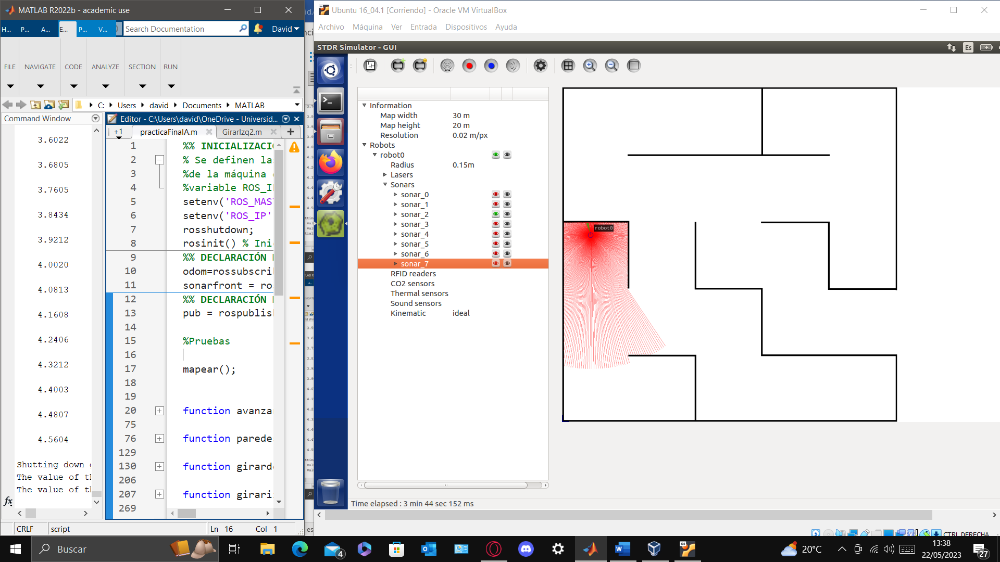 MATLAB R2022b - academic use
H...
P...
A...
E...
P...
V...
Search Documentation
David
FILE
NAVIGATE
CODE
ANALYZE
SECTION
RUN
C:
Users
david
Documents
MATLAB
Command Window
3.6022
3.6805
3.7605
3.8434
3.9212
4.0020
4.0813
4.1608
4.2406
4.3212
4.4003
4.4807
4.5604
Shutting down
The value of th
The value of th
fx
Editor - C:\Users\david\OneDrive - Universid...
+1
practicaFinalA.m
GirarIzq2.m
1 %% INICIALIZACIÓ
2 % Se definen la
3 %de la máquina
4 %variable ROS_I
5 setenv('ROS_MAS
6 setenv('ROS_IP'
7 rosshutdown;
8 rosinit() % Ini
9 %% DECLARACIÓN
10 odom=rossubscri
11 sonarfront = ro
12 %% DECLARACIÓN
13 pub = rospublis
14
15 %Pruebas
16
17 mapear();
18
19
20 function avanza
75
76 function parede
129
130 function girard
206
207 function girari
269
CRLF
script
Ln 16
Col 1
Ubuntu 16_04.1 [Corriendo] - Oracle VM VirtualBox
Archivo
Máquina
Ver
Entrada
Dispositivos
Ayuda
STDR Simulator - GUI
Es
Information
Map width 30 m
Map height 20 m
Resolution 0.02 m/px
Robots
robot0
Radius 0.15m
Lasers
Sonars
sonar_0
sonar_1
sonar_2
sonar_3
sonar_4
sonar_5
sonar_6
sonar_7
RFID readers
CO2 sensors
Thermal sensors
Sound sensors
Kinematic ideal
robot0
Time elapsed : 3 min 44 sec 152 ms
CTRL DERECHA
Buscar
4
20°C
13:38
22/05/2023
27